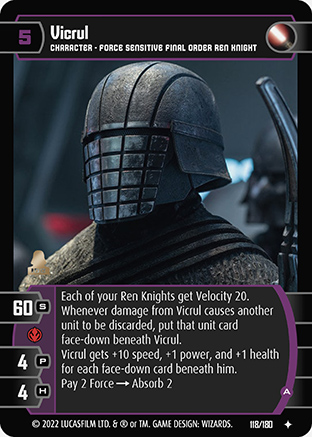 5 Vicrul
CHARACTER - FORCE SENSITIVE FINAL ORDER REN KNIGHT
60 S
4 P
4 H
Each of your Ren Knights get Velocity 20.
Whenever damage from Vicrul causes another
unit to be discarded, put that unit card
face-down beneath Vicrul.
Vicrul gets +10 speed, +1 power, and +1 health
for each face-down card beneath him.
Pay 2 Force → Absorb 2
A
© 2022 LUCASFILM LTD. & ® OR TM. GAME DESIGN: WIZARDS. 118/180